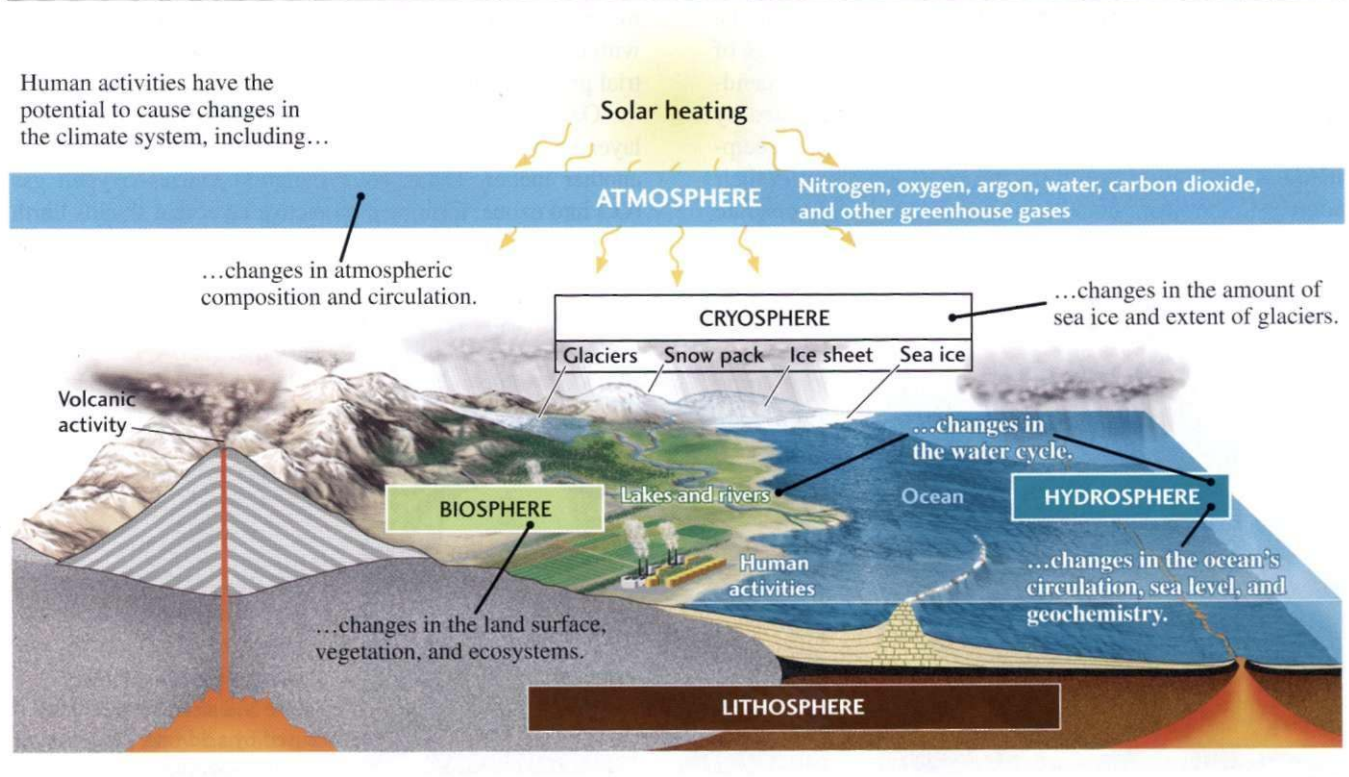 Human activities have the
potential to cause changes in
the climate system, including…
Solar heating
ATMOSPHERE
Nitrogen, oxygen, argon, water, carbon dioxide,
and other greenhouse gases
…changes in atmospheric
composition and circulation.
…changes in the amount of
sea ice and extent of glaciers.
CRYOSPHERE
Glaciers Snow pack Ice sheet Sea ice
Volcanic
activity
…changes in
the water cycle.
BIOSPHERE
Lakes and rivers
Ocean
HYDROSPHERE
Human
activities
…changes in the ocean's
circulation, sea level, and
geochemistry.
…changes in the land surface,
vegetation, and ecosystems.
LITHOSPHERE